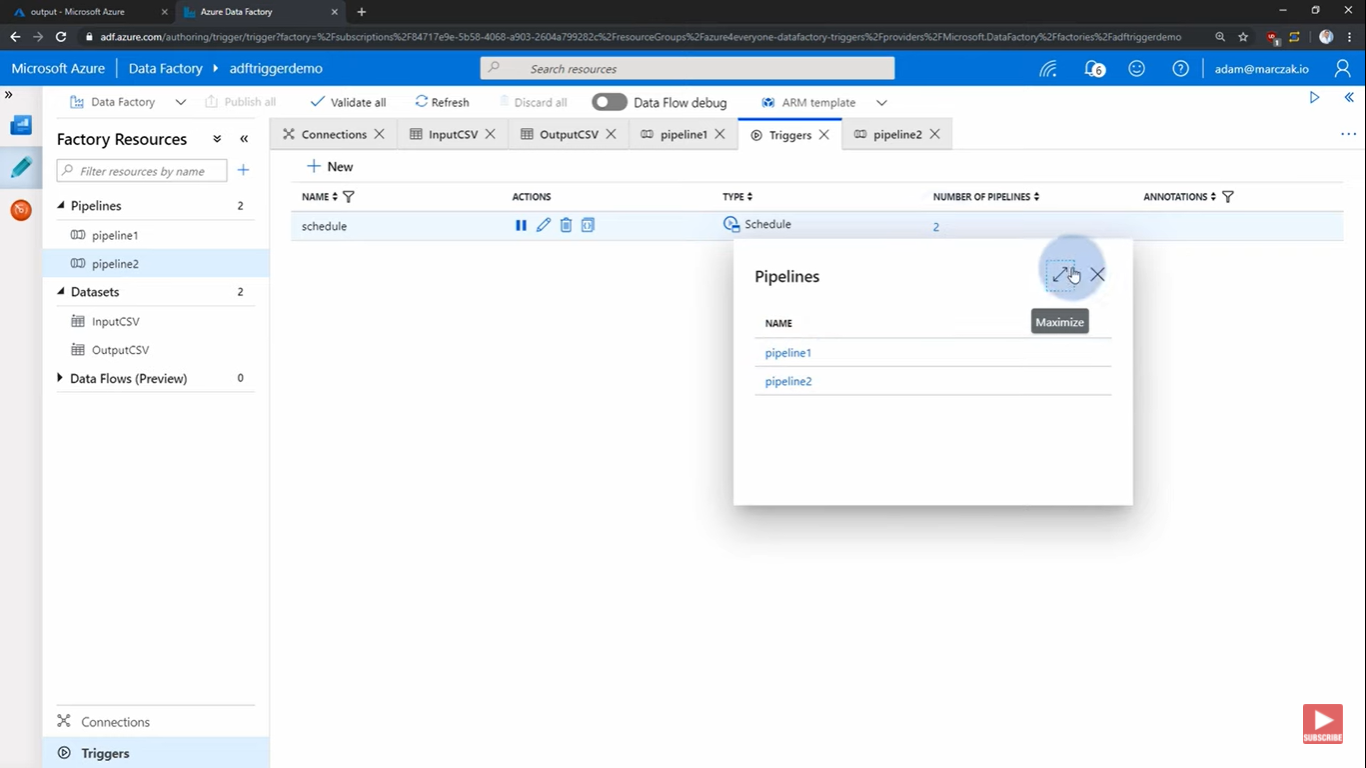 output - Microsoft Azure
Azure Data Factory
adf.azure.com/authoring/trigger/trigger?factory=%2Fsubscriptions%2F84717e9e-5b58-4068-a903-2604a799282c%2FresourceGroups%2Fazure4everyone-datafactory-triggers%2Fproviders%2FMicrosoft.DataFactory%2Ffactories%2Fadftriggerdemo
Microsoft Azure
Data Factory
adftriggerdemo
Search resources
6
adam@marczak.io
Data Factory
Publish all
Validate all
Refresh
Discard all
Data Flow debug
ARM template
Factory Resources
Filter resources by name
Pipelines 2
pipeline1
pipeline2
Datasets 2
InputCSV
OutputCSV
Data Flows (Preview) 0
Connections
Triggers
Connections
InputCSV
OutputCSV
pipeline1
Triggers
pipeline2
New
NAME ACTIONS TYPE NUMBER OF PIPELINES ANNOTATIONS
schedule Schedule 2
Pipelines
Maximize
NAME
pipeline1
pipeline2
SUBSCRIBE